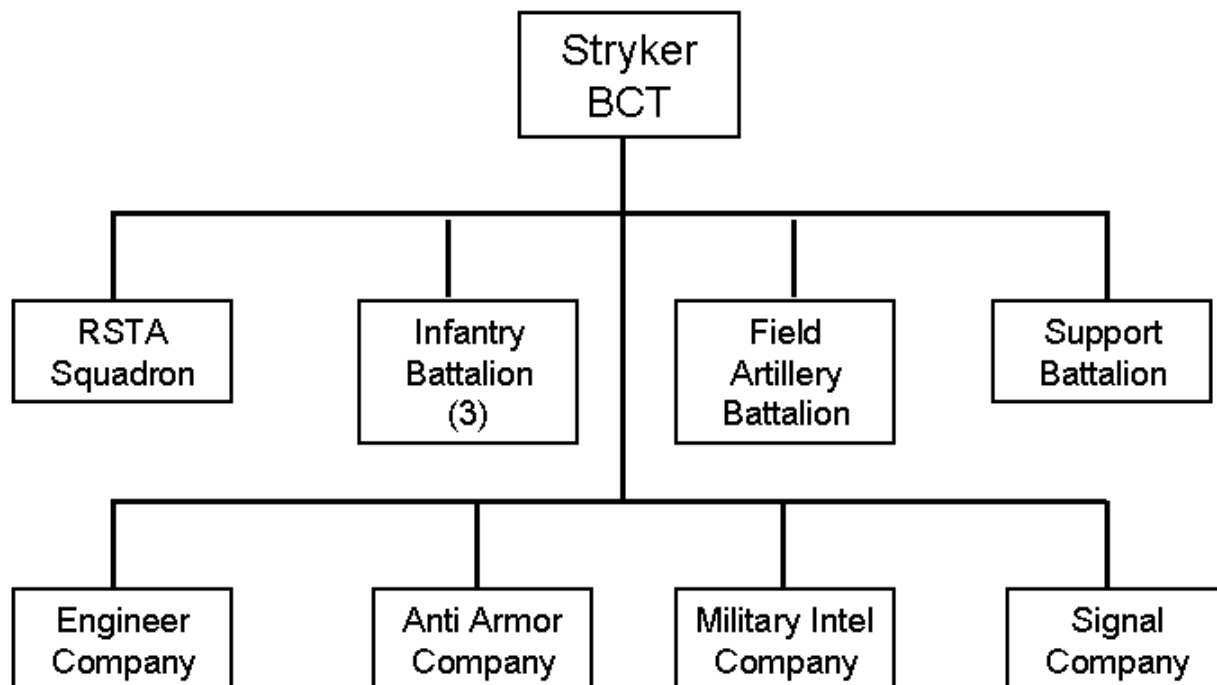 Stryker
BCT
RSTA
Squadron
Infantry
Battalion
(3)
Field
Artillery
Battalion
Support
Battalion
Engineer
Company
Anti Armor
Company
Military Intel
Company
Signal
Company